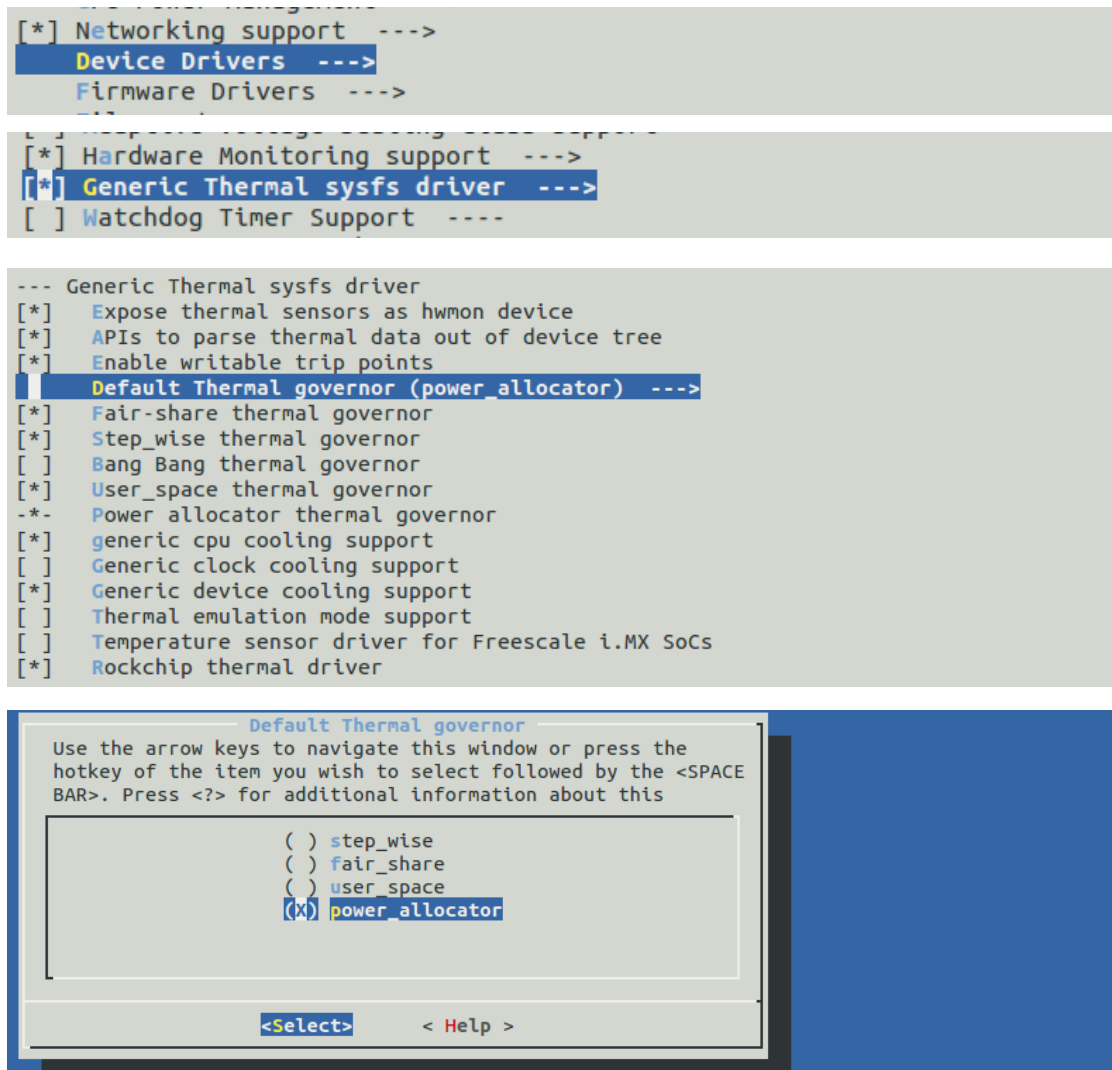 [*] Networking support  --->
    Device Drivers  --->
    Firmware Drivers  --->
[*] Hardware Monitoring support  --->
[*] Generic Thermal sysfs driver  --->
[ ] Watchdog Timer Support  ----
--- Generic Thermal sysfs driver
[*]   Expose thermal sensors as hwmon device
[*]   APIs to parse thermal data out of device tree
[*]   Enable writable trip points
      Default Thermal governor (power_allocator)  --->
[*]   Fair-share thermal governor
[*]   Step_wise thermal governor
[ ]   Bang Bang thermal governor
[*]   User_space thermal governor
-*-   Power allocator thermal governor
[*]   generic cpu cooling support
[ ]   Generic clock cooling support
[*]   Generic device cooling support
[ ]   Thermal emulation mode support
[ ]   Temperature sensor driver for Freescale i.MX SoCs
[*]   Rockchip thermal driver
Default Thermal governor
Use the arrow keys to navigate this window or press the
hotkey of the item you wish to select followed by the <SPACE
BAR>. Press <?> for additional information about this
( ) step_wise
( ) fair_share
( ) user_space
(X) power_allocator
<Select>      < Help >